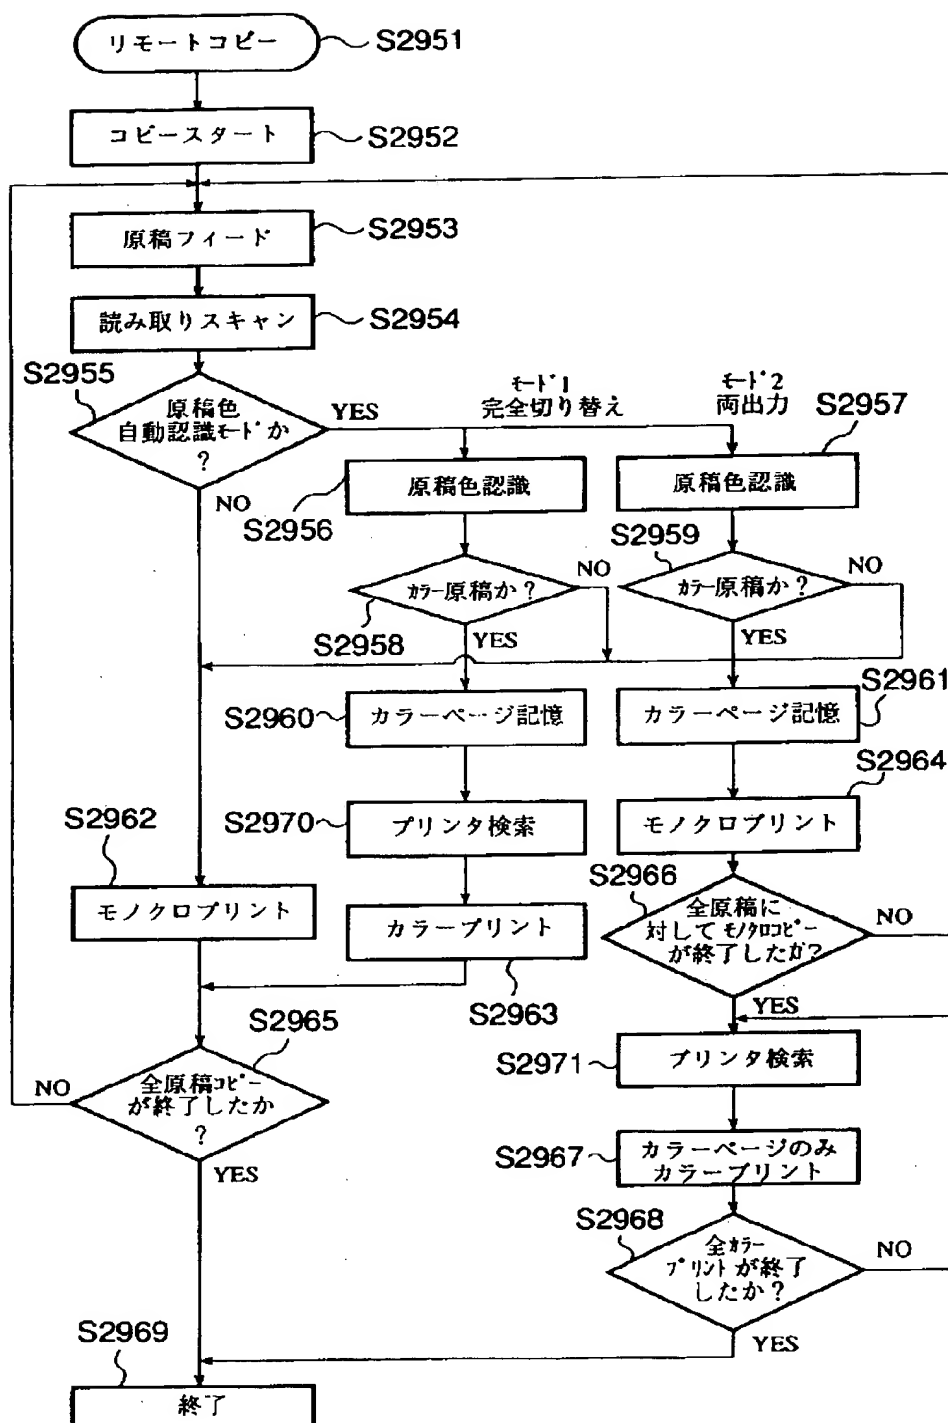 リモートコピー
S2951
コピースタート
S2952
原稿フィード
S2953
読み取りスキャン
S2954
S2955
原稿色
自動認識モードか
?
YES
NO
モード1
完全切り替え
モード2
両出力
S2957
原稿色認識
S2956
原稿色認識
S2959
カラー原稿か?
NO
S2958
YES
カラー原稿か?
NO
YES
S2960
カラーページ記憶
カラーページ記憶
S2961
S2964
S2962
S2970
プリンタ検索
モノクロプリント
モノクロプリント
カラープリント
S2963
S2966
全原稿に
対してモノクロコピー
が終了したか?
NO
YES
S2965
全原稿コピー
が終了したか
?
NO
YES
S2971
プリンタ検索
S2967
カラーページのみ
カラープリント
S2968
全カラー
プリントが終了
したか?
NO
YES
S2969
終了